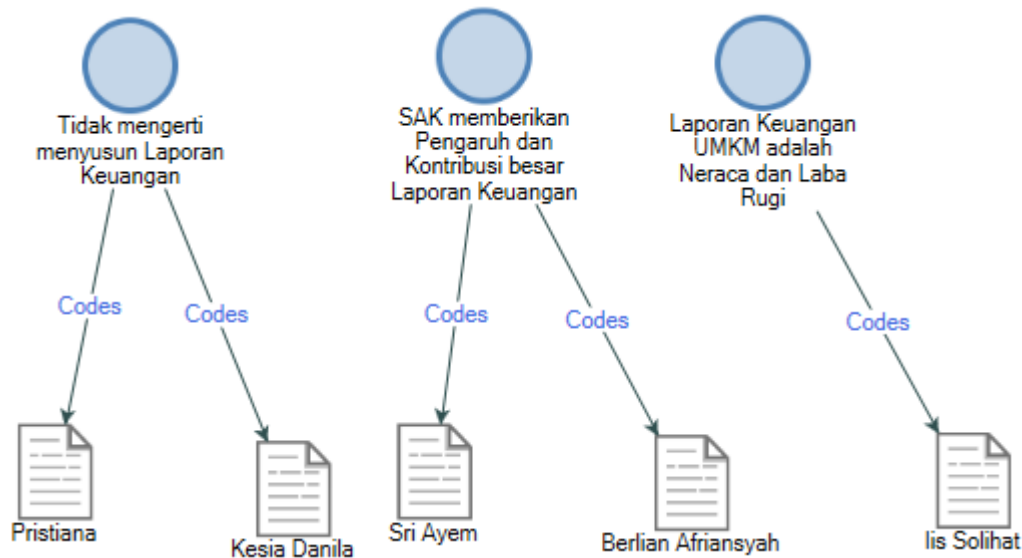 Tidak mengerti
menyusun Laporan
Keuangan
SAK memberikan
Pengaruh dan
Kontribusi besar
Laporan Keuangan
Laporan Keuangan
UMKM adalah
Neraca dan Laba
Rugi
Codes
Codes
Codes
Codes
Codes
Pristiana
Kesia Danila
Sri Ayem
Berlian Afriansyah
Iis Solihat